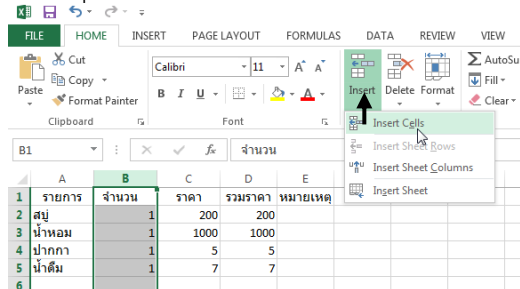 FILE HOME INSERT PAGE LAYOUT FORMULAS DATA REVIEW VIEW
Paste
Cut
Copy
Format Painter
Clipboard
Calibri 11 A A
B I U A
Font
Insert Delete Format
AutoSu
Fill
Clear
Insert Cells
Insert Sheet Rows
Insert Sheet Columns
Insert Sheet
B1 fx จำนวน
A B C D E
1 รายการ จำนวน ราคา รวมราคา หมายเหตุ
2 สบู่ 1 200 200
3 น้ำหอม 1 1000 1000
4 ปากกา 1 5 5
5 น้ำดืม 1 7 7
6